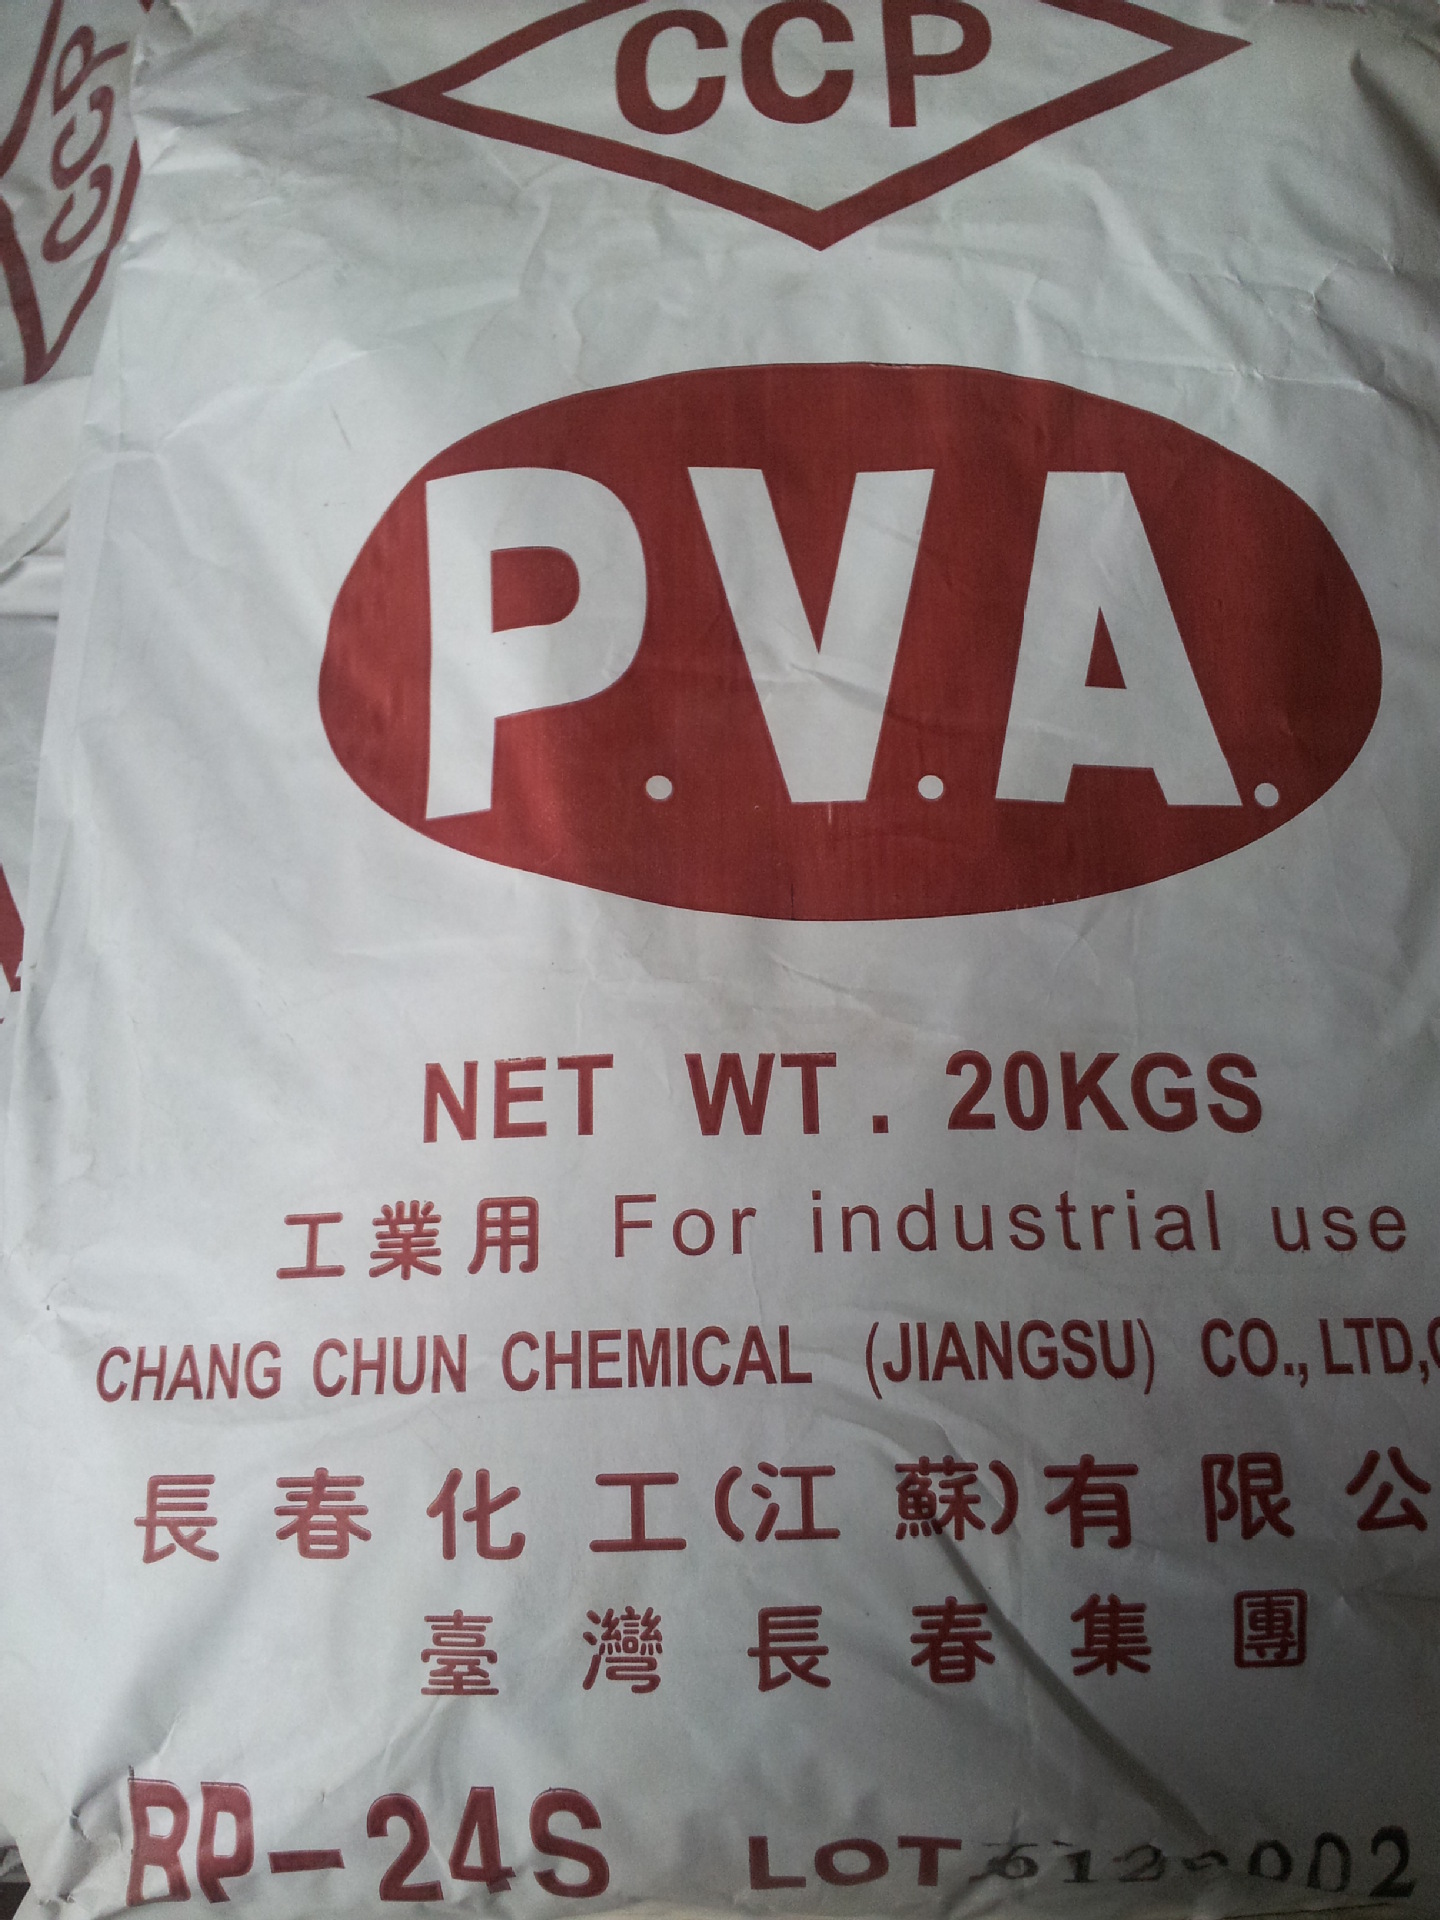 CCP
CCP
P.V.A.
NET WT. 20KGS
工業用 For industrial use
CHANG CHUN CHEMICAL (JIANGSU) CO.,LTD,
長春化工(江蘇)有限公
臺灣長春集團
BP-24S LOT